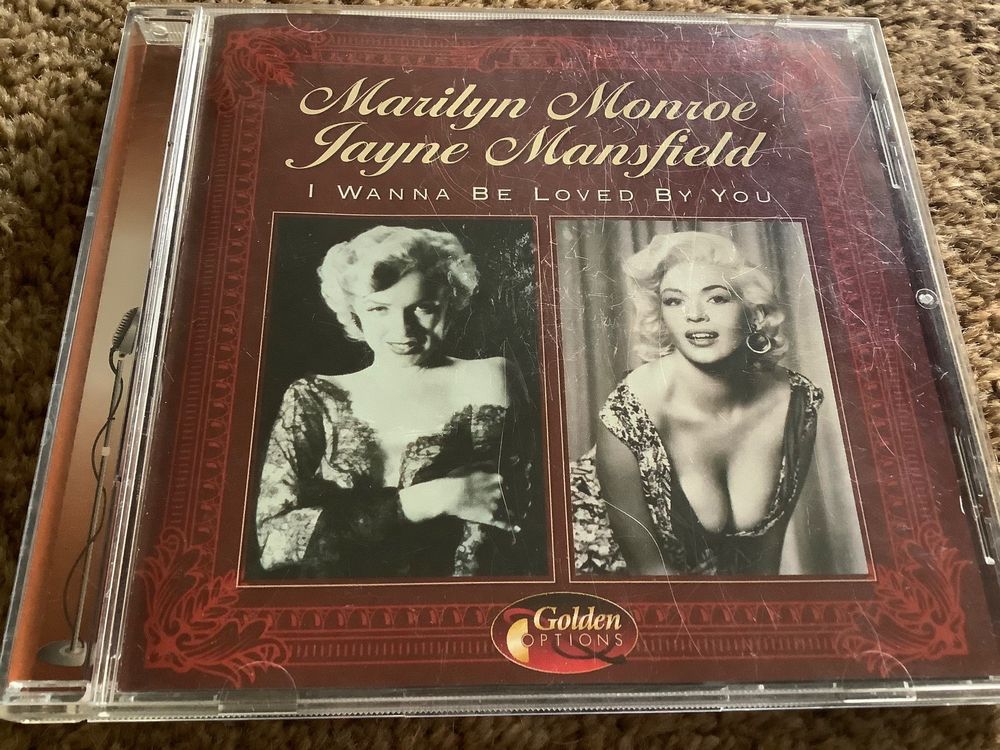 Marilyn Monroe
Jayne Mansfield
I WANNA BE LOVED BY YOU
Golden
OPTIONS